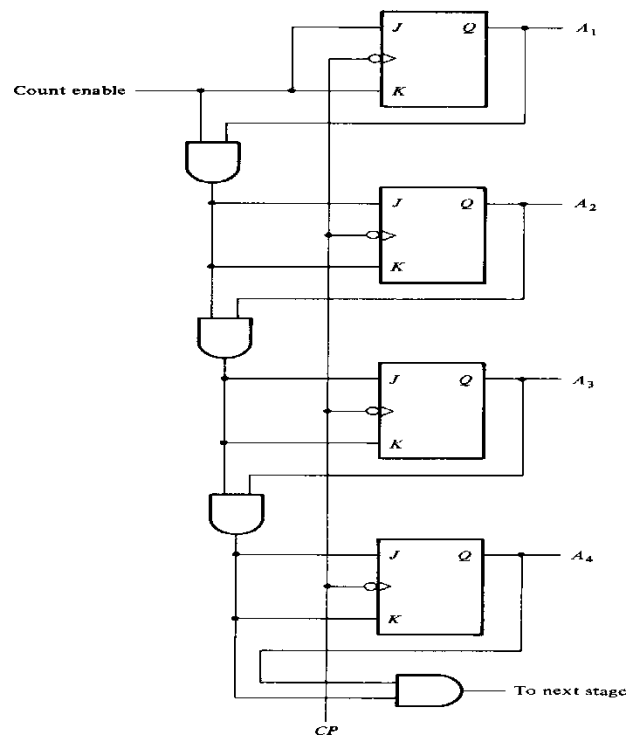 J Q A1
Count enable
K
J Q A2
K
J Q A3
K
J Q A4
K
To next stage
CP